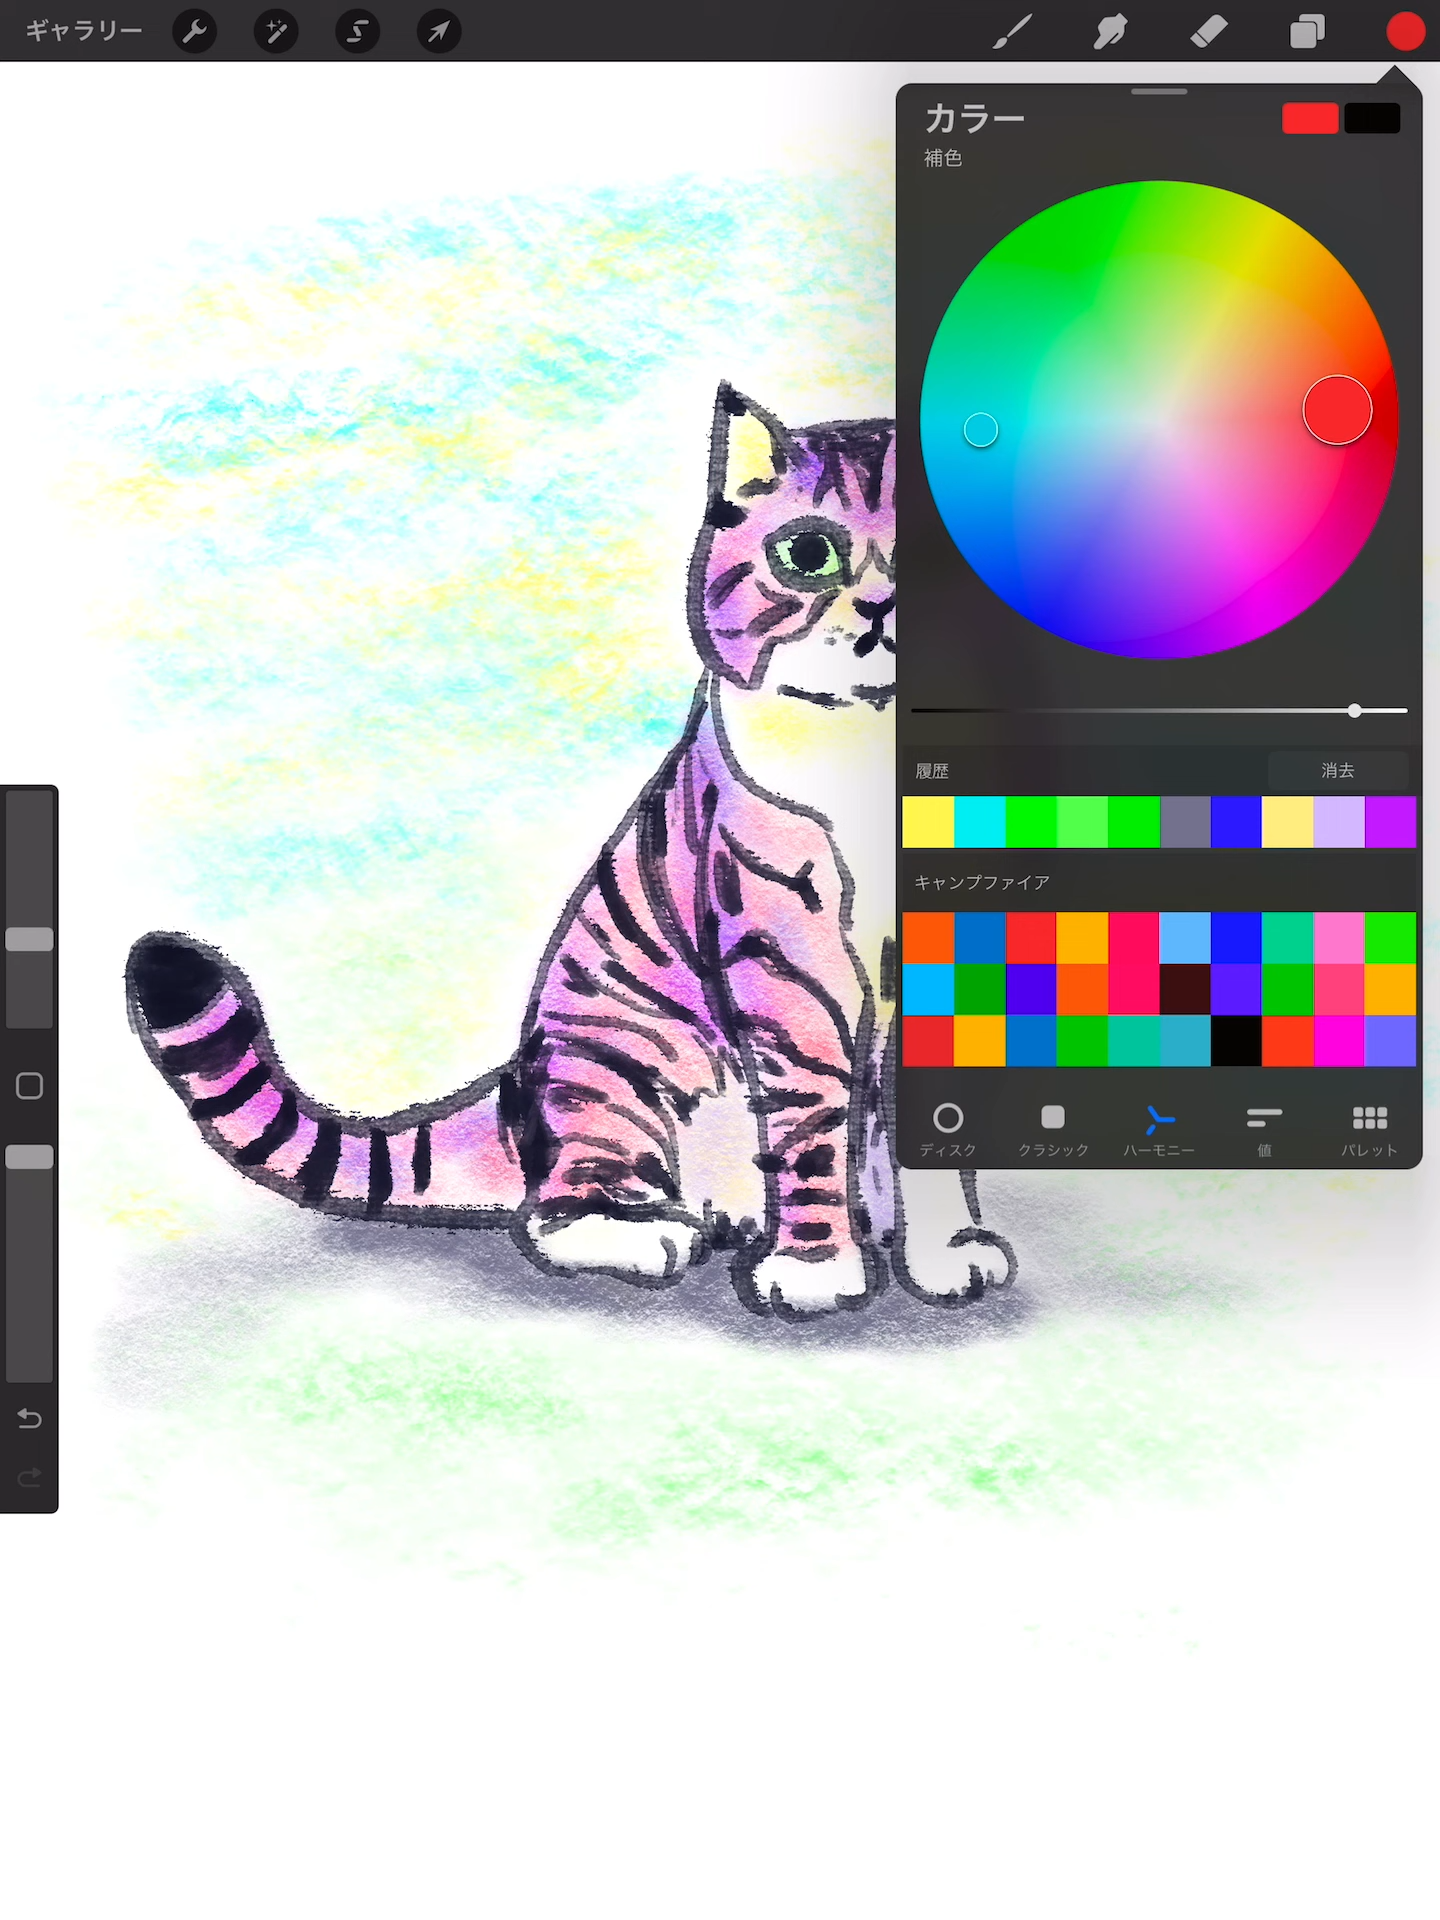 ギャラリー
カラー
補色
履歴
消去
キャンプファイア
ディスク
クラシック
ハーモニー
値
パレット